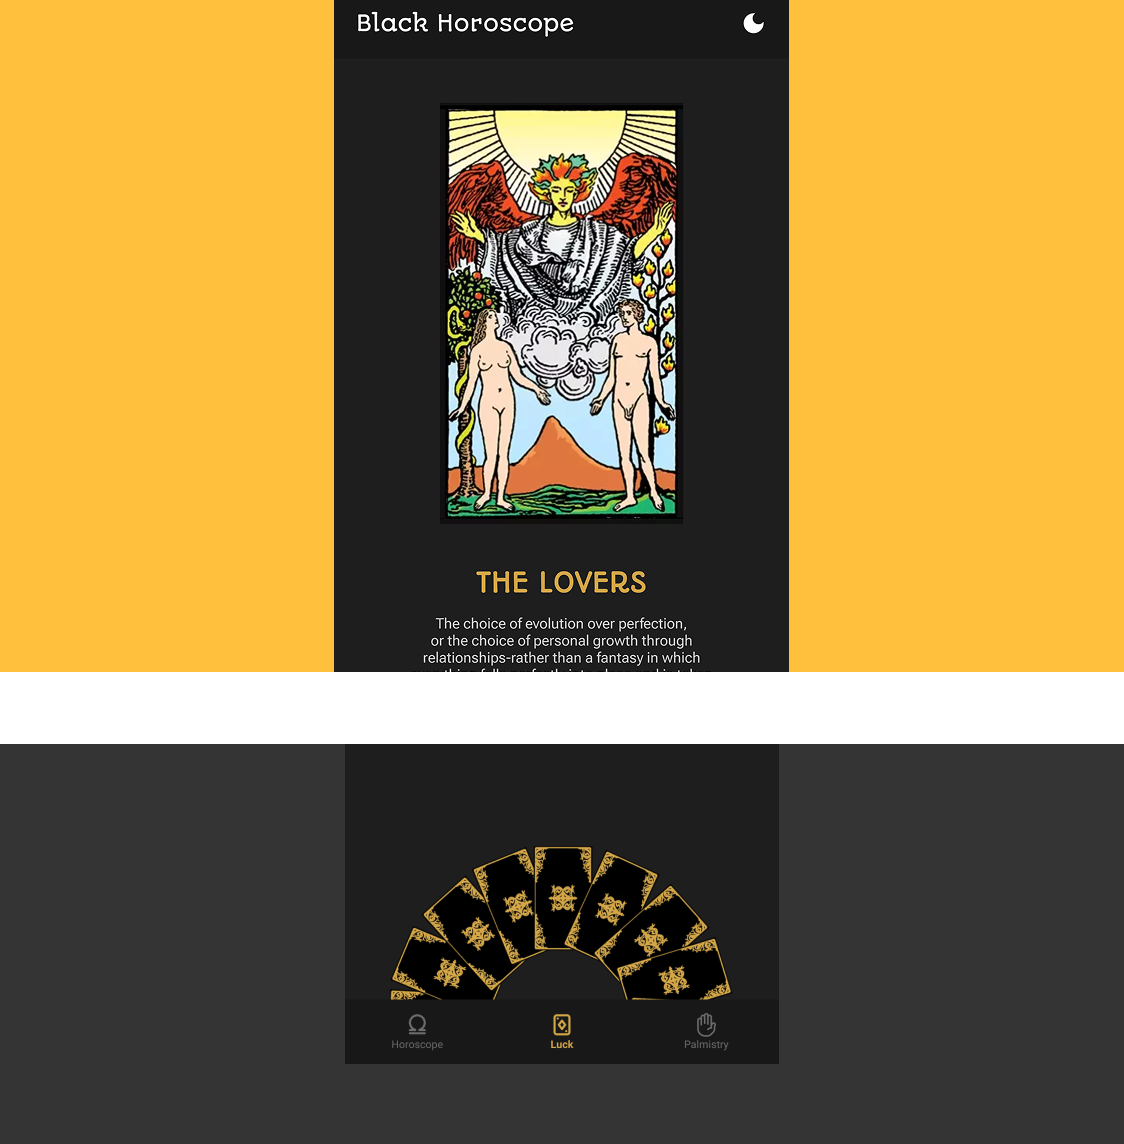 Black Horoscope
THE LOVERS
The choice of evolution over perfection,
or the choice of personal growth through
relationships-rather than a fantasy in which
Horoscope
Luck
Palmistry